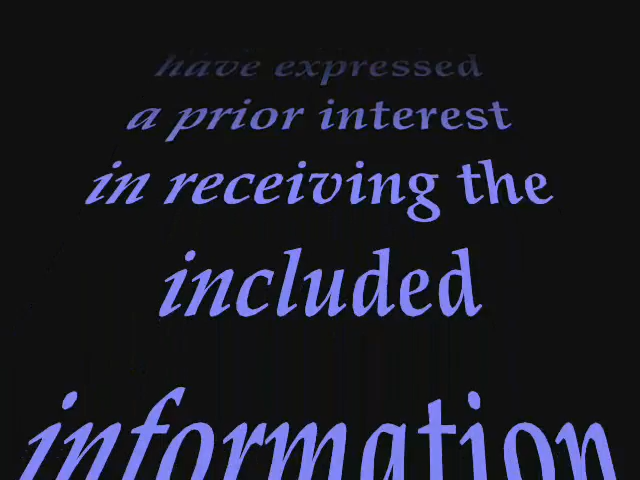 have expressed
a prior interest
in receiving the
included
information